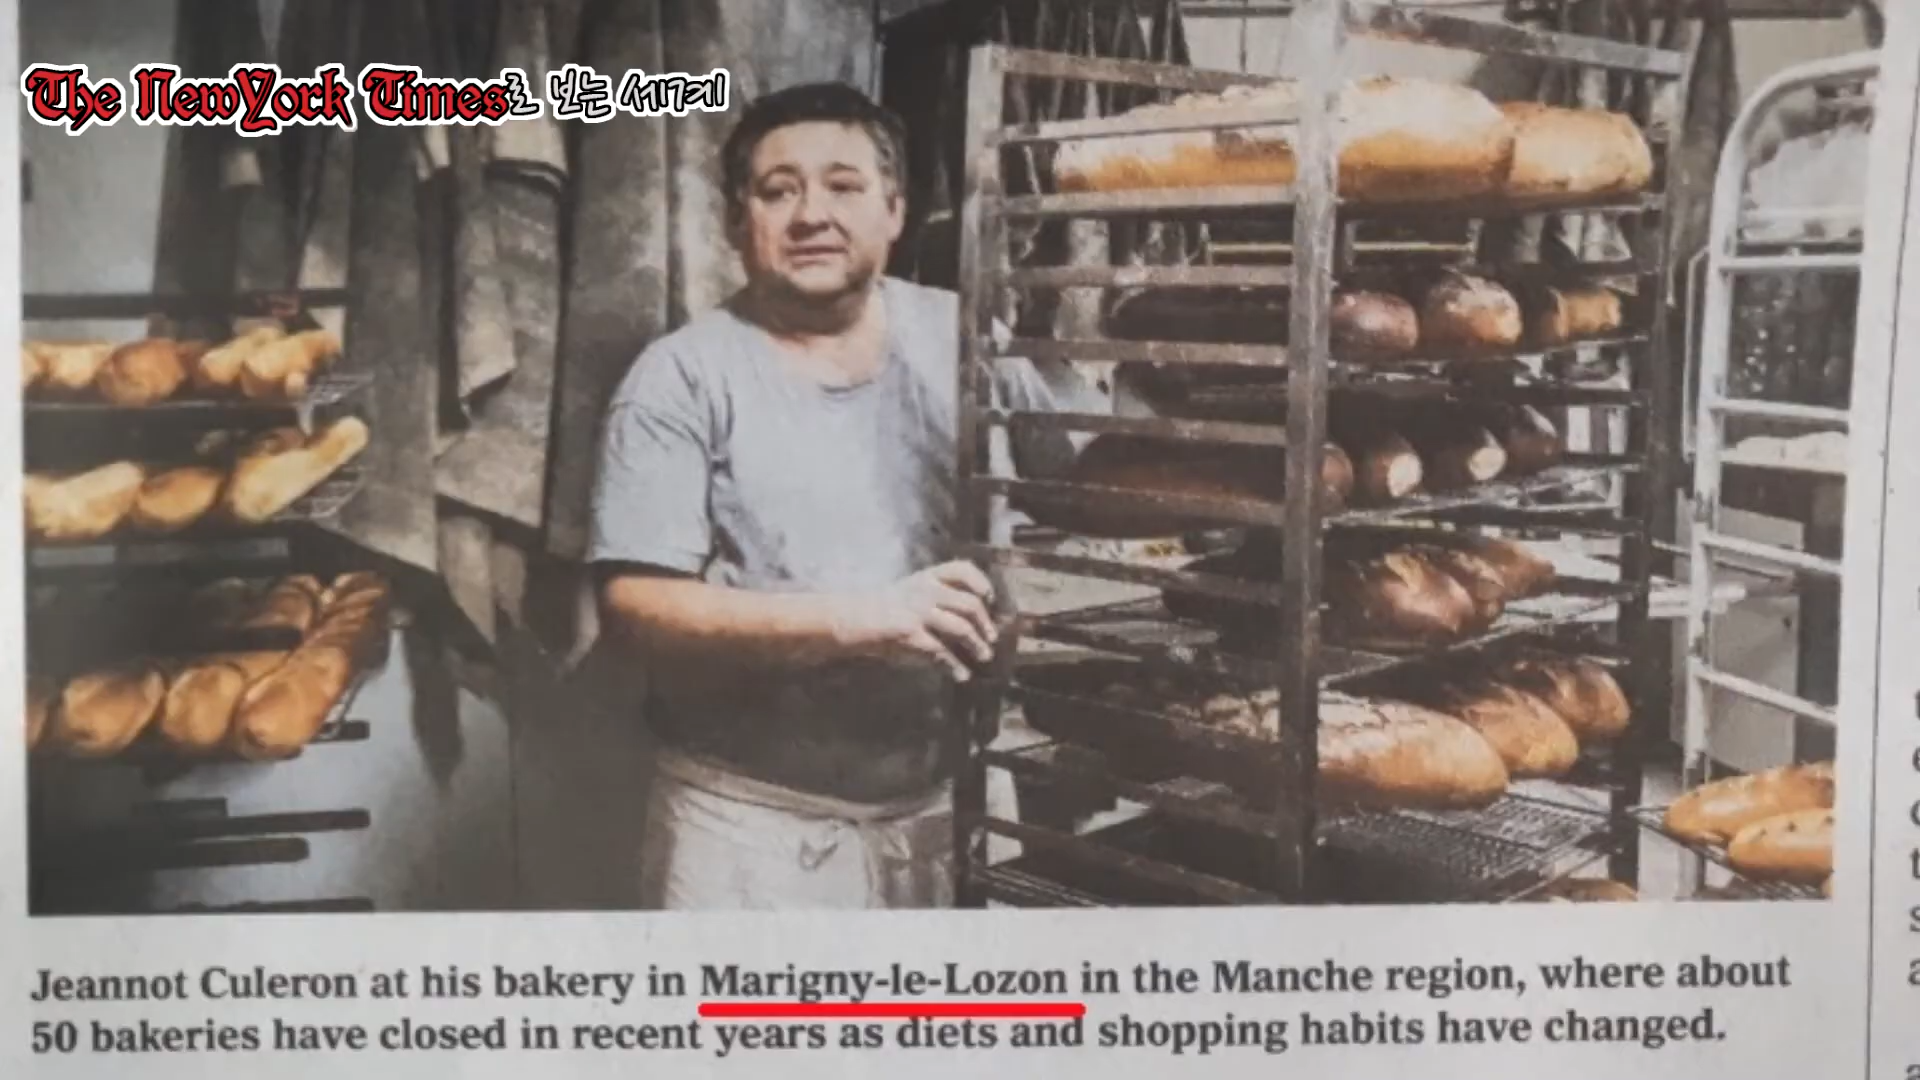 The NewYork Times로 보는 세계
Jeannot Culeron at his bakery in Marigny-le-Lozon in the Manche region, where about
50 bakeries have closed in recent years as diets and shopping habits have changed.